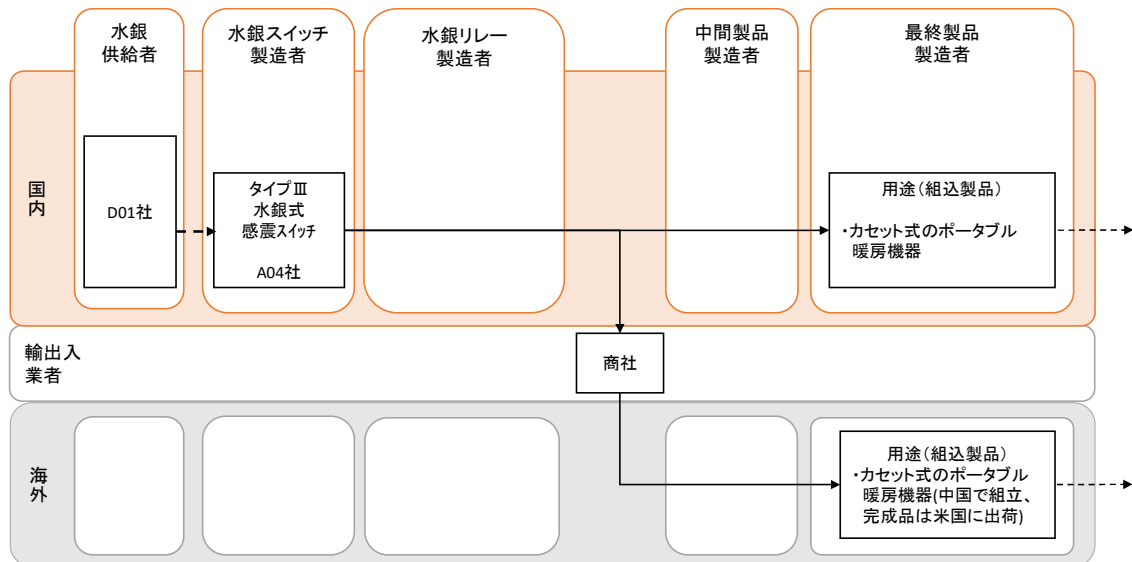 水銀
供給者
水銀スイッチ
製造者
水銀リレー
製造者
中間製品
製造者
最終製品
製造者
国内
D01社
タイプⅢ
水銀式
感震スイッチ
A04社
用途(組込製品)
・カセット式のポータブル
暖房機器
輸出入
業者
商社
海外
用途(組込製品)
・カセット式のポータブル
暖房機器(中国で組立、
完成品は米国に出荷)